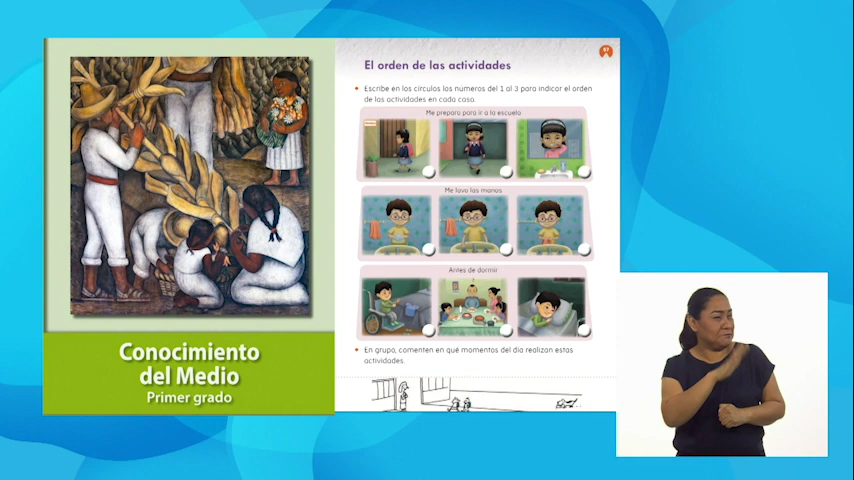 57
El orden de las actividades
Escribe en los círculos los números del 1 al 3 para indicar el orden
de las actividades en cada caso.
Me preparo para ir a la escuela
Me lavo las manos
Antes de dormir
En grupo, comenten en qué momentos del día realizan estas
actividades.
Conocimiento
del Medio
Primer grado